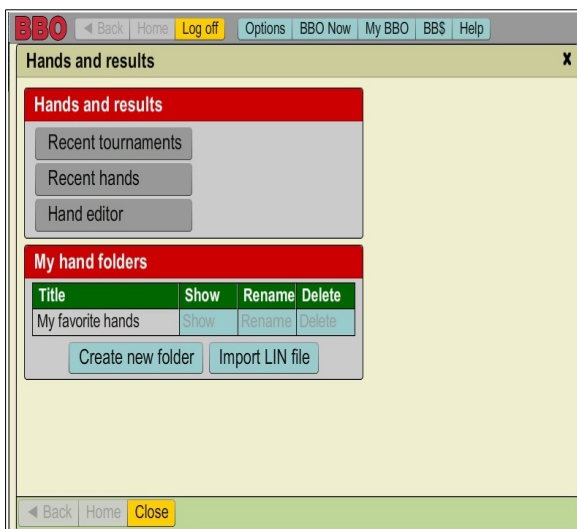 BBO ◄ Back Home Log off Options BBO Now My BBO BB$ Help
Hands and results x
Hands and results
Recent tournaments
Recent hands
Hand editor
My hand folders
Title Show Rename Delete
My favorite hands Show Rename Delete
Create new folder Import LIN file
◄ Back Home Close